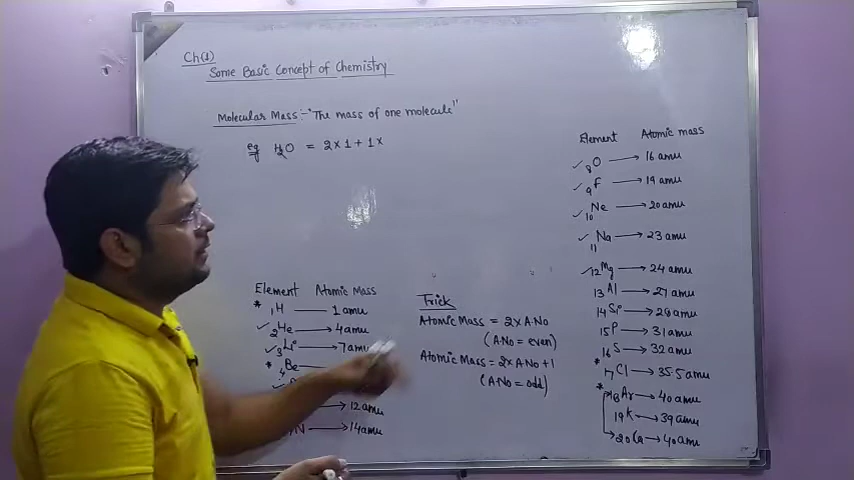 Ch(1)
Some Basic Concept of Chemistry
Molecular Mass :- "The mass of one molecule"
eg H₂O = 2×1 + 1×
Element Atomic Mass
* ₁H → 1 amu
✓ ₂He → 4 amu
✓ ₃Li → 7 amu
* ₄Be
✓
→ 12 amu
N → 14 amu
Trick
Atomic Mass = 2 × A·No
(A·No = even)
Atomic Mass = 2 × A·No + 1
(A·No = odd)
Element Atomic mass
✓ ₈O → 16 amu
✓ ₉F → 19 amu
✓ ₁₀Ne → 20 amu
✓ ₁₁Na → 23 amu
✓ ₁₂Mg → 24 amu
₁₃Al → 27 amu
₁₄Si → 28 amu
₁₅P → 31 amu
₁₆S → 32 amu
* ₁₇Cl → 35.5 amu
* ₁₈Ar → 40 amu
₁₉K → 39 amu
₂₀Ca → 40 amu